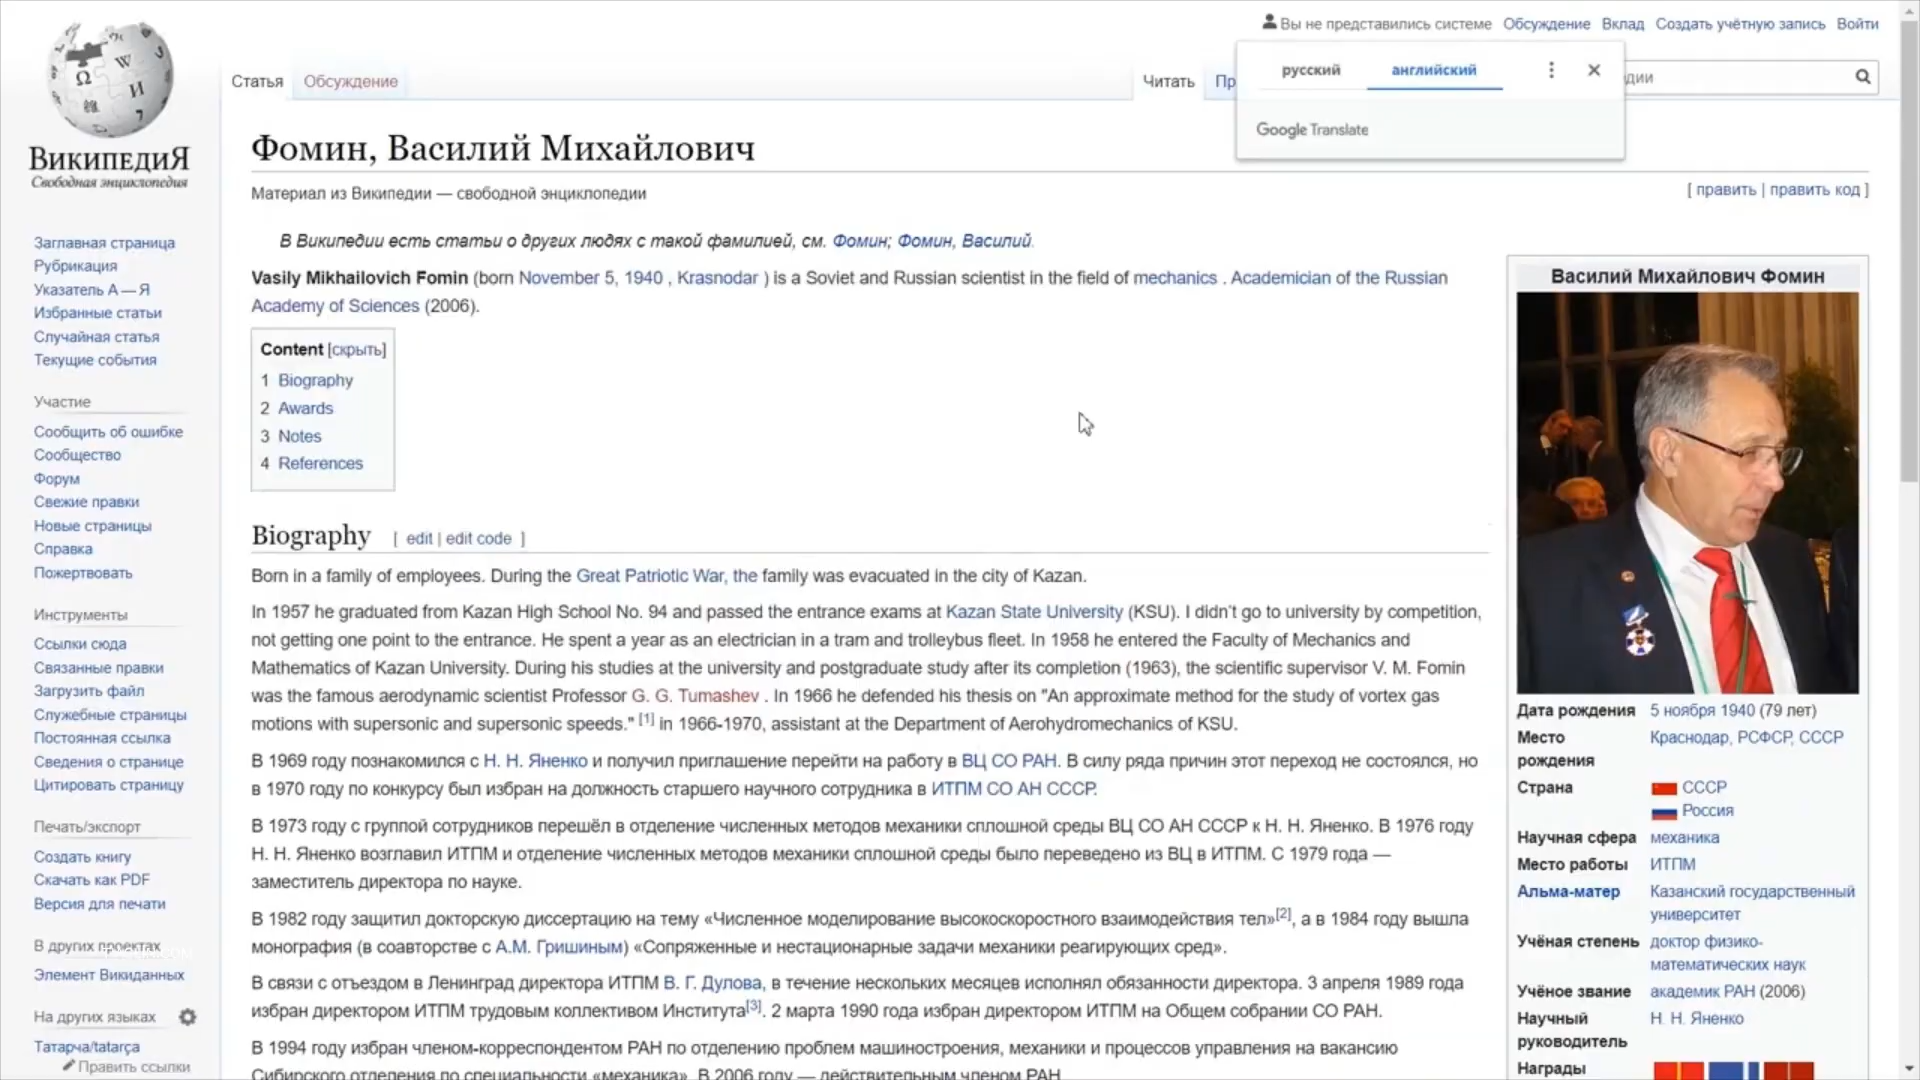 Вы не представились системе Обсуждение Вклад Создать учётную запись Войти
Статья Обсуждение Читать Пр
русский английский
дии
Google Translate
ВикипедиЯ
Свободная энциклопедия
Заглавная страница
Рубрикация
Указатель А — Я
Избранные статьи
Случайная статья
Текущие события
Участие
Сообщить об ошибке
Сообщество
Форум
Свежие правки
Новые страницы
Справка
Пожертвовать
Инструменты
Ссылки сюда
Связанные правки
Загрузить файл
Служебные страницы
Постоянная ссылка
Сведения о странице
Цитировать страницу
Печать/экспорт
Создать книгу
Скачать как PDF
Версия для печати
В других проектах
Элемент Викиданных
На других языках
Татарча/tatarça
Править ссылки
Фомин, Василий Михайлович
Материал из Википедии — свободной энциклопедии
[ править | править код ]
В Википедии есть статьи о других людях с такой фамилией, см. Фомин; Фомин, Василий.
Vasily Mikhailovich Fomin (born November 5, 1940 , Krasnodar ) is a Soviet and Russian scientist in the field of mechanics . Academician of the Russian
Academy of Sciences (2006).
Content [скрыть]
1 Biography
2 Awards
3 Notes
4 References
Biography [ edit | edit code ]
Born in a family of employees. During the Great Patriotic War, the family was evacuated in the city of Kazan.
In 1957 he graduated from Kazan High School No. 94 and passed the entrance exams at Kazan State University (KSU). I didn't go to university by competition,
not getting one point to the entrance. He spent a year as an electrician in a tram and trolleybus fleet. In 1958 he entered the Faculty of Mechanics and
Mathematics of Kazan University. During his studies at the university and postgraduate study after its completion (1963), the scientific supervisor V. M. Fomin
was the famous aerodynamic scientist Professor G. G. Tumashev . In 1966 he defended his thesis on "An approximate method for the study of vortex gas
motions with supersonic and supersonic speeds." [1] in 1966-1970, assistant at the Department of Aerohydromechanics of KSU.
В 1969 году познакомился с Н. Н. Яненко и получил приглашение перейти на работу в ВЦ СО РАН. В силу ряда причин этот переход не состоялся, но
в 1970 году по конкурсу был избран на должность старшего научного сотрудника в ИТПМ СО АН СССР.
В 1973 году с группой сотрудников перешёл в отделение численных методов механики сплошной среды ВЦ СО АН СССР к Н. Н. Яненко. В 1976 году
Н. Н. Яненко возглавил ИТПМ и отделение численных методов механики сплошной среды было переведено из ВЦ в ИТПМ. С 1979 года —
заместитель директора по науке.
В 1982 году защитил докторскую диссертацию на тему «Численное моделирование высокоскоростного взаимодействия тел»[2], а в 1984 году вышла
монография (в соавторстве с А.М. Гришиным) «Сопряженные и нестационарные задачи механики реагирующих сред».
В связи с отъездом в Ленинград директора ИТПМ В. Г. Дулова, в течение нескольких месяцев исполнял обязанности директора. 3 апреля 1989 года
избран директором ИТПМ трудовым коллективом Института[3]. 2 марта 1990 года избран директором ИТПМ на Общем собрании СО РАН.
В 1994 году избран членом-корреспондентом РАН по отделению проблем машиностроения, механики и процессов управления на вакансию
Сибирского отделения по специальности «механика». В 2006 году — действительным членом РАН.
Василий Михайлович Фомин
Дата рождения 5 ноября 1940 (79 лет)
Место рождения Краснодар, РСФСР, СССР
Страна СССР
Россия
Научная сфера механика
Место работы ИТПМ
Альма-матер Казанский государственный
университет
Учёная степень доктор физико-
математических наук
Учёное звание академик РАН (2006)
Научный руководитель Н. Н. Яненко
Награды